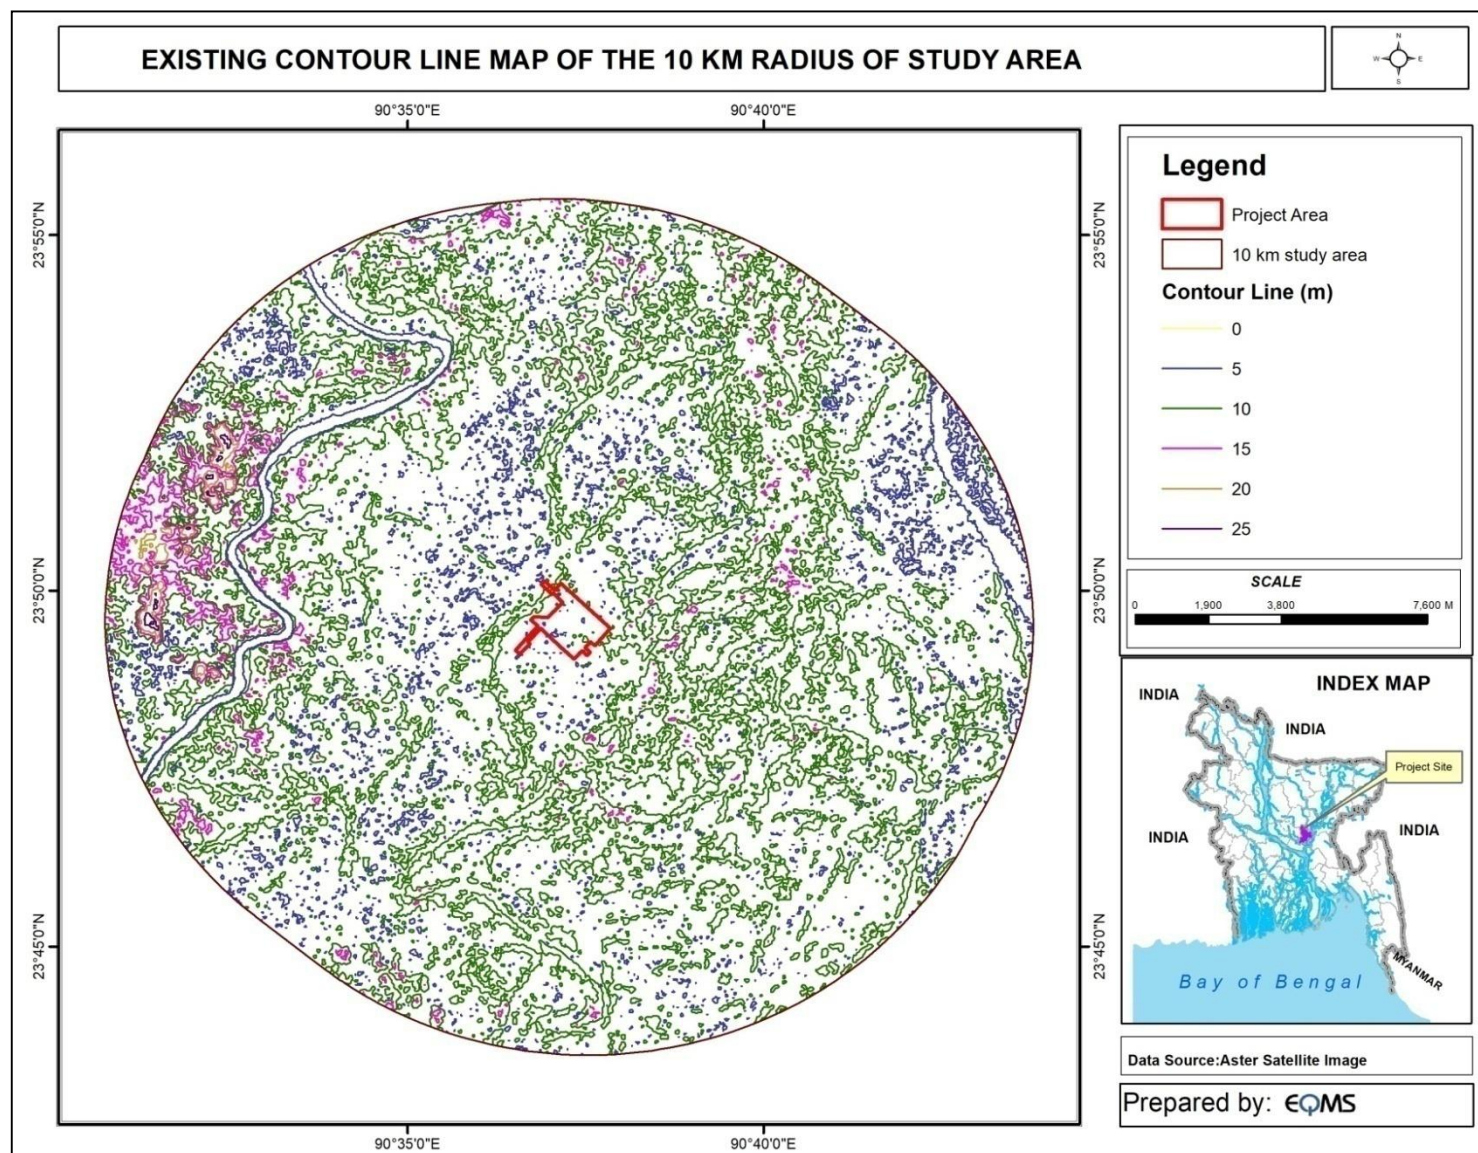 EXISTING CONTOUR LINE MAP OF THE 10 KM RADIUS OF STUDY AREA
N
W E
S
90°35'0"E 90°40'0"E
23°55'0"N 23°55'0"N
23°50'0"N 23°50'0"N
23°45'0"N 23°45'0"N
90°35'0"E 90°40'0"E
Legend
Project Area
10 km study area
Contour Line (m)
0
5
10
15
20
25
SCALE
0 1,900 3,800 7,600 M
INDEX MAP
INDIA
INDIA
Project Site
INDIA
INDIA
MYANMAR
Bay of Bengal
Data Source:Aster Satellite Image
Prepared by: EQMS